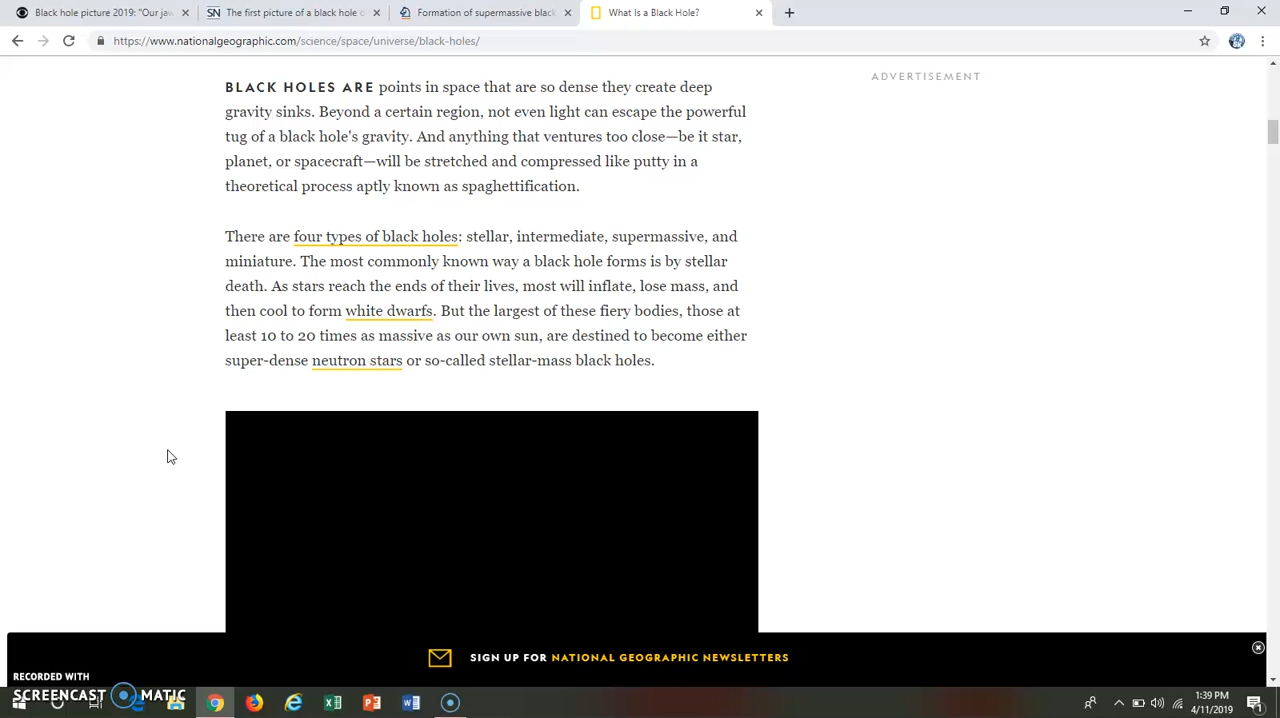 Black hole picture 2019: "Our jaw
The first picture of a black hole o
Formation of supermassive black
What Is a Black Hole?
https://www.nationalgeographic.com/science/space/universe/black-holes/
ADVERTISEMENT
BLACK HOLES ARE points in space that are so dense they create deep
gravity sinks. Beyond a certain region, not even light can escape the powerful
tug of a black hole's gravity. And anything that ventures too close—be it star,
planet, or spacecraft—will be stretched and compressed like putty in a
theoretical process aptly known as spaghettification.
There are four types of black holes: stellar, intermediate, supermassive, and
miniature. The most commonly known way a black hole forms is by stellar
death. As stars reach the ends of their lives, most will inflate, lose mass, and
then cool to form white dwarfs. But the largest of these fiery bodies, those at
least 10 to 20 times as massive as our own sun, are destined to become either
super-dense neutron stars or so-called stellar-mass black holes.
SIGN UP FOR NATIONAL GEOGRAPHIC NEWSLETTERS
RECORDED WITH
SCREENCAST MATIC
1:39 PM
4/11/2019